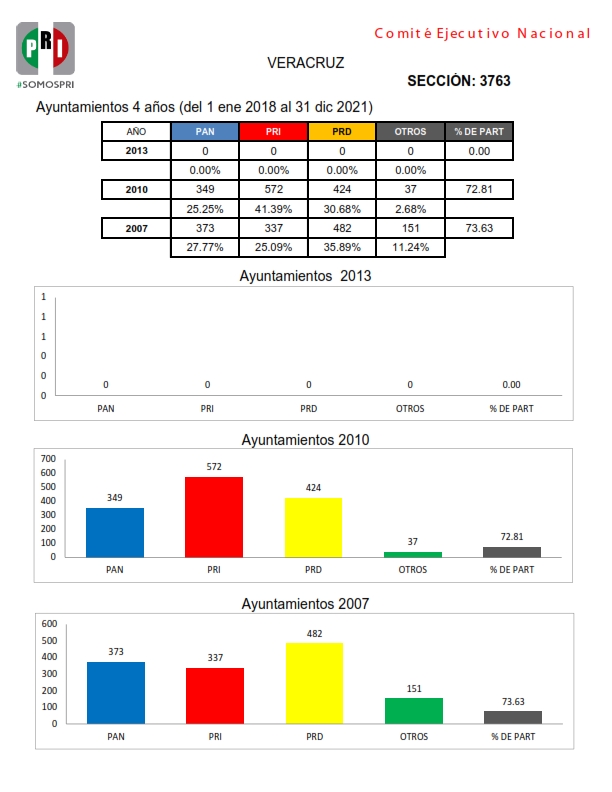 Comité Ejecutivo Nacional
PRI
#SOMOSPRI
VERACRUZ
SECCIÓN: 3763
Ayuntamientos 4 años (del 1 ene 2018 al 31 dic 2021)
AÑO PAN PRI PRD OTROS % DE PART
2013 0 0 0 0 0.00
0.00% 0.00% 0.00% 0.00%
2010 349 572 424 37 72.81
25.25% 41.39% 30.68% 2.68%
2007 373 337 482 151 73.63
27.77% 25.09% 35.89% 11.24%
Ayuntamientos 2013
1
1
1
0
0
0
0 0 0 0 0.00
PAN PRI PRD OTROS % DE PART
Ayuntamientos 2010
700
600
500
400
300
200
100
0
349 572 424 37 72.81
PAN PRI PRD OTROS % DE PART
Ayuntamientos 2007
600
500
400
300
200
100
0
373 337 482 151 73.63
PAN PRI PRD OTROS % DE PART